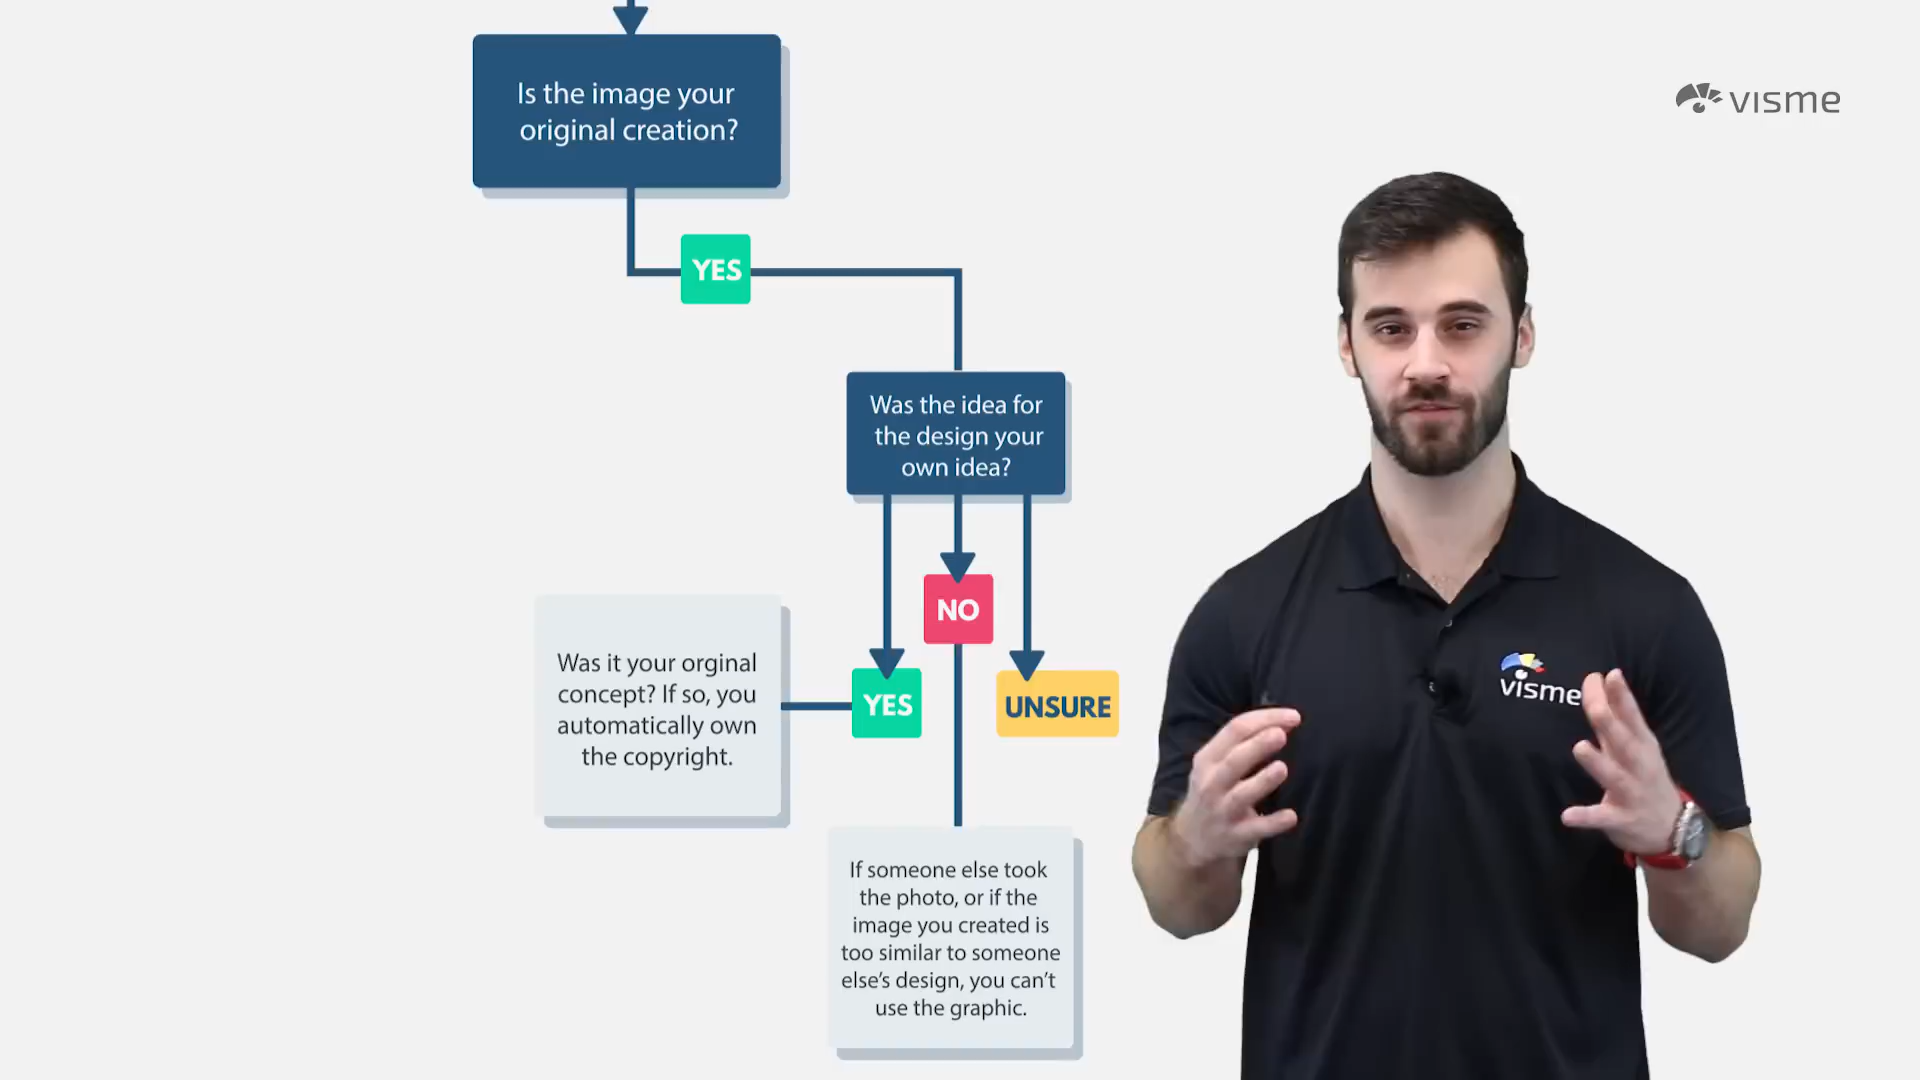 Is the image your
original creation?
visme
YES
Was the idea for
the design your
own idea?
NO
YES
UNSURE
Was it your orginal
concept? If so, you
automatically own
the copyright.
visme
If someone else took
the photo, or if the
image you created is
too similar to someone
else's design, you can't
use the graphic.